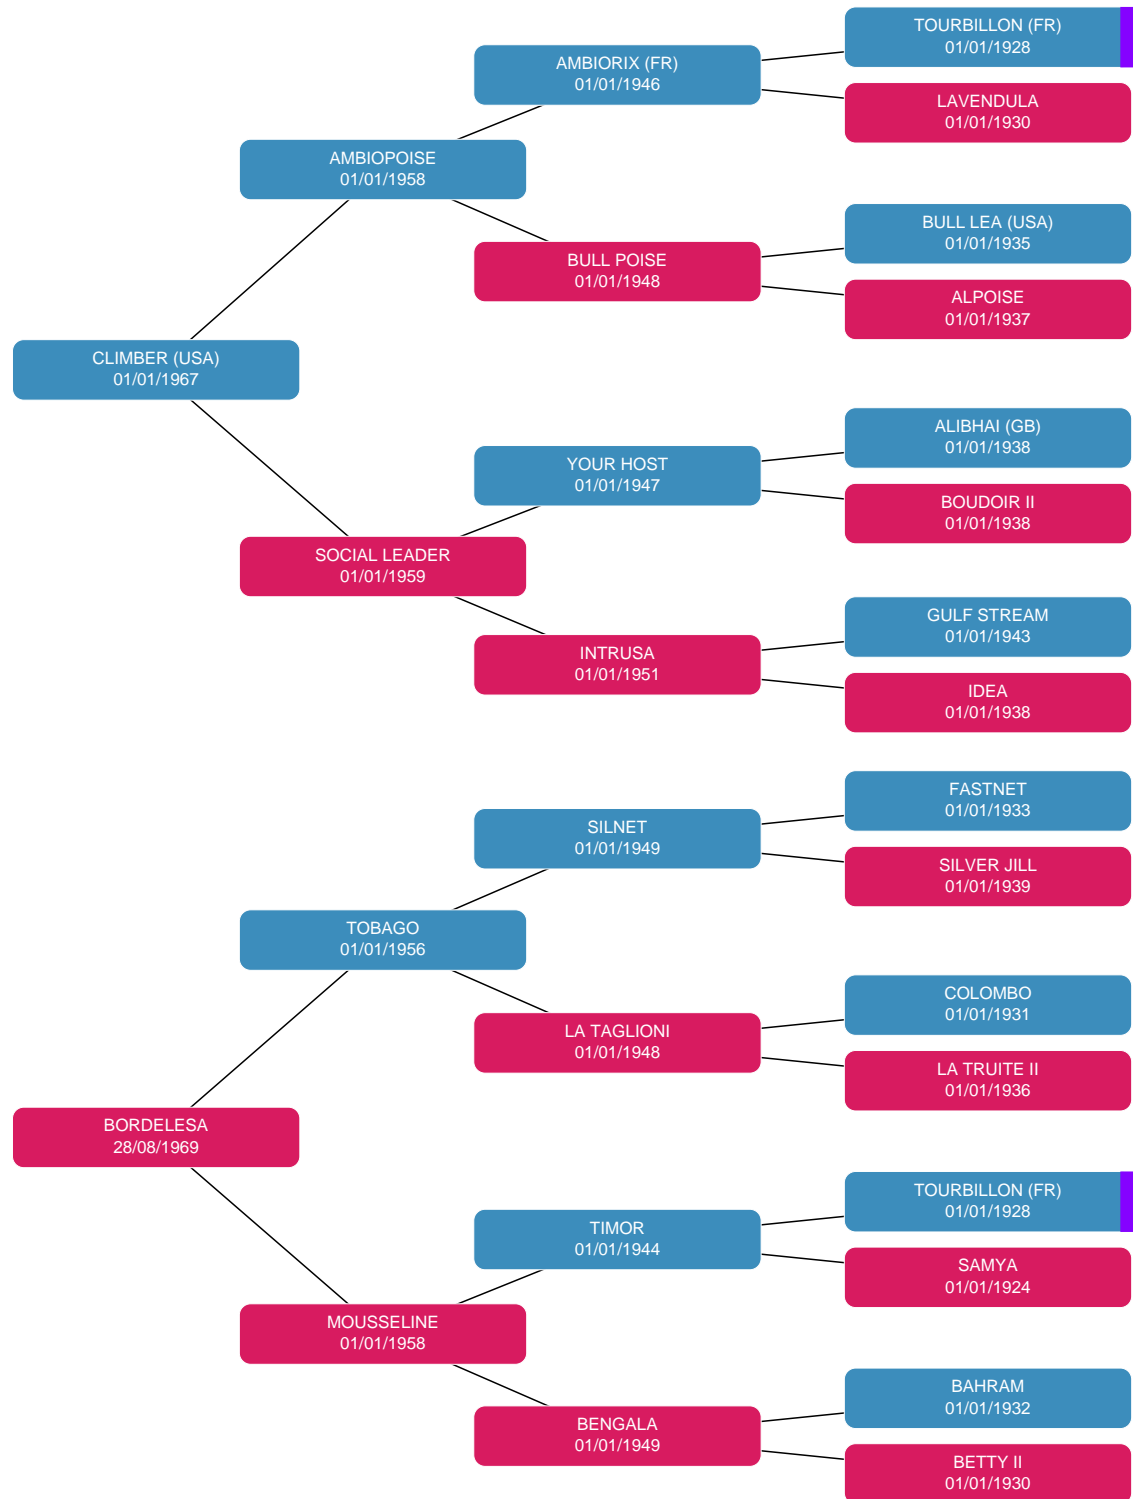 TOURBILLON (FR)
01/01/1928
AMBIORIX (FR)
01/01/1946
LAVENDULA
01/01/1930
AMBIOPOISE
01/01/1958
BULL LEA (USA)
01/01/1935
BULL POISE
01/01/1948
ALPOISE
01/01/1937
CLIMBER (USA)
01/01/1967
ALIBHAI (GB)
01/01/1938
YOUR HOST
01/01/1947
BOUDOIR II
01/01/1938
SOCIAL LEADER
01/01/1959
GULF STREAM
01/01/1943
INTRUSA
01/01/1951
IDEA
01/01/1938
FASTNET
01/01/1933
SILNET
01/01/1949
SILVER JILL
01/01/1939
TOBAGO
01/01/1956
COLOMBO
01/01/1931
LA TAGLIONI
01/01/1948
LA TRUITE II
01/01/1936
BORDELESA
28/08/1969
TOURBILLON (FR)
01/01/1928
TIMOR
01/01/1944
SAMYA
01/01/1924
MOUSSELINE
01/01/1958
BAHRAM
01/01/1932
BENGALA
01/01/1949
BETTY II
01/01/1930